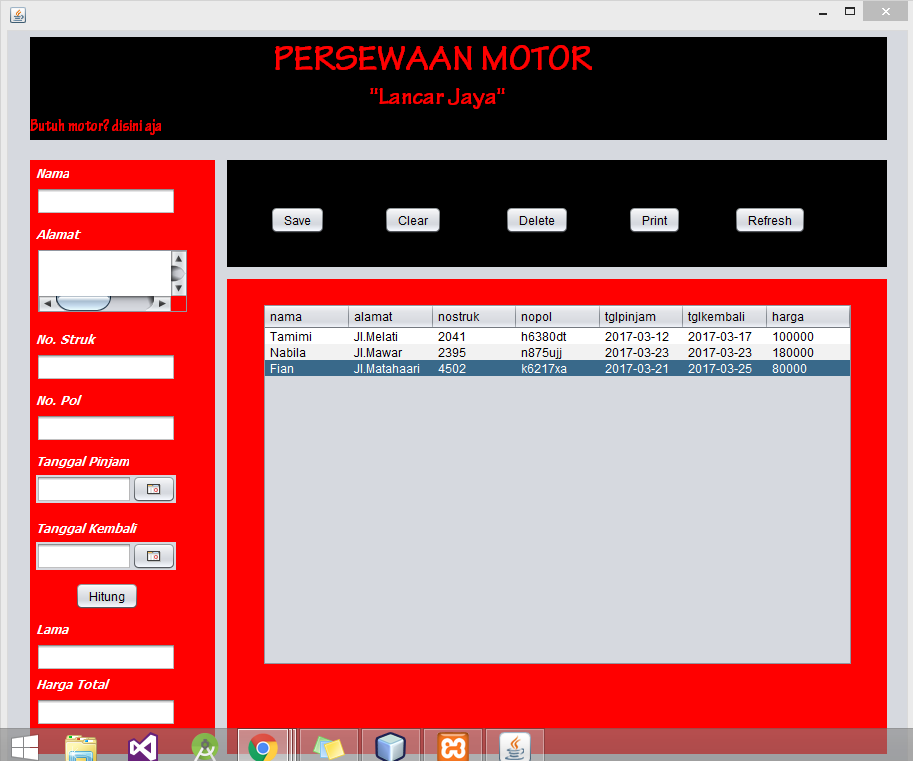 PERSEWAAN MOTOR
"Lancar Jaya"
Butuh motor? disini aja
Nama
Alamat
No. Struk
No. Pol
Tanggal Pinjam
Tanggal Kembali
Hitung
Lama
Harga Total
Save Clear Delete Print Refresh
nama alamat nostruk nopol tglpinjam tglkembali harga
Tamimi Jl.Melati 2041 h6380dt 2017-03-12 2017-03-17 100000
Nabila Jl.Mawar 2395 n875ujj 2017-03-23 2017-03-23 180000
Fian Jl.Matahaari 4502 k6217xa 2017-03-21 2017-03-25 80000